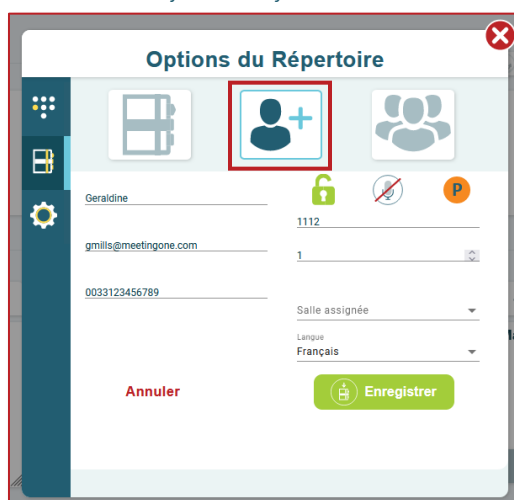 Options du Répertoire
P
Geraldine
1112
gmills@meetingone.com
1
0033123456789
Salle assignée
Langue
Français
Annuler
Enregistrer